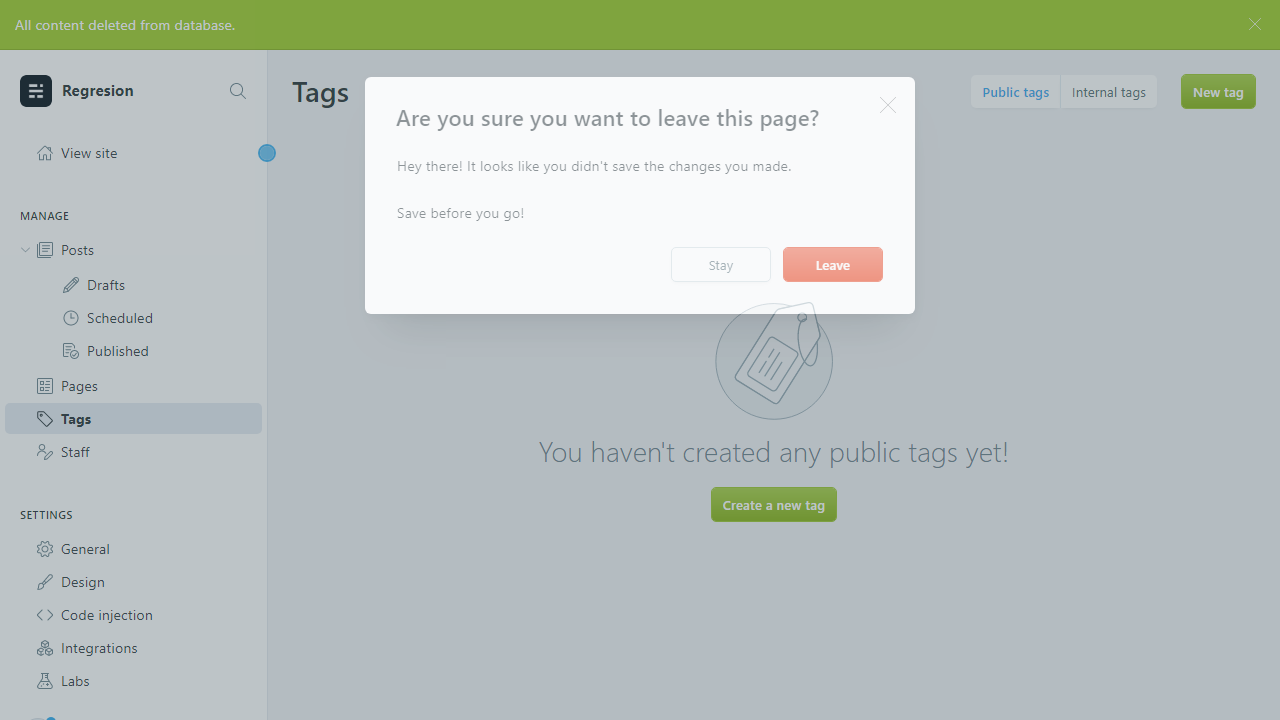 All content deleted from database.
Regresion
Tags
Public tags
Internal tags
New tag
Are you sure you want to leave this page?
Hey there! It looks like you didn't save the changes you made.
Save before you go!
Stay
Leave
View site
MANAGE
Posts
Drafts
Scheduled
Published
Pages
Tags
Staff
You haven't created any public tags yet!
Create a new tag
SETTINGS
General
Design
Code injection
Integrations
Labs